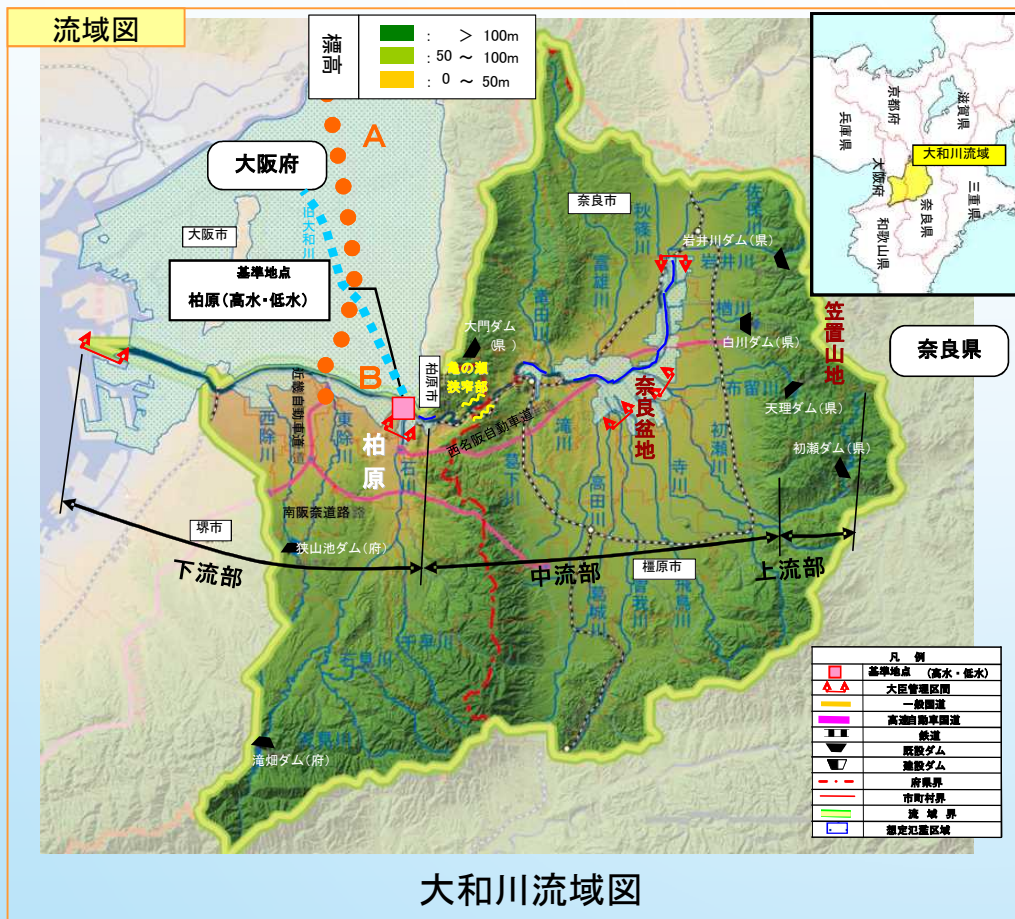 流域図
標高
: > 100m
: 50 ~ 100m
: 0 ~ 50m
京都府
滋賀県
兵庫県
大和川流域
大阪府
奈良県
三重県
和歌山県
A
大阪府
大阪市
旧大和川
基準地点
柏原(高水・低水)
B
奈良市
佐保川
秋篠川
岩井川ダム(県)
岩井川
富雄川
竜田川
楢川
大門ダム
(県)
白川ダム(県)
笠置山地
奈良県
柏原市
亀の瀬
狭窄部
奈良盆地
布留川
天理ダム(県)
近畿自動車道
西除川
東除川
柏原
石川
西名阪自動車道
滝川
葛下川
高田川
寺川
初瀬川
初瀬ダム(県)
南阪奈道路
堺市
狭山池ダム(府)
下流部
中流部
上流部
橿原市
葛城川
曽我川
飛鳥川
千早川
石見川
滝畑ダム(府)
凡例
基準地点 (高水・低水)
大臣管理区間
一般国道
高速自動車国道
鉄道
既設ダム
建設ダム
府県界
市町村界
流域界
想定氾濫区域
大和川流域図